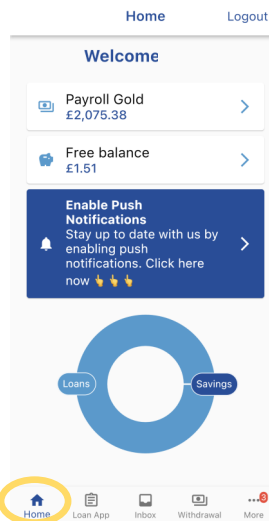 Home Logout
Welcome
Payroll Gold
£2,075.38
Free balance
£1.51
Enable Push
Notifications
Stay up to date with us by
enabling push
notifications. Click here
now 👆 👆 👆
Loans Savings
Home Loan App Inbox Withdrawal More
3